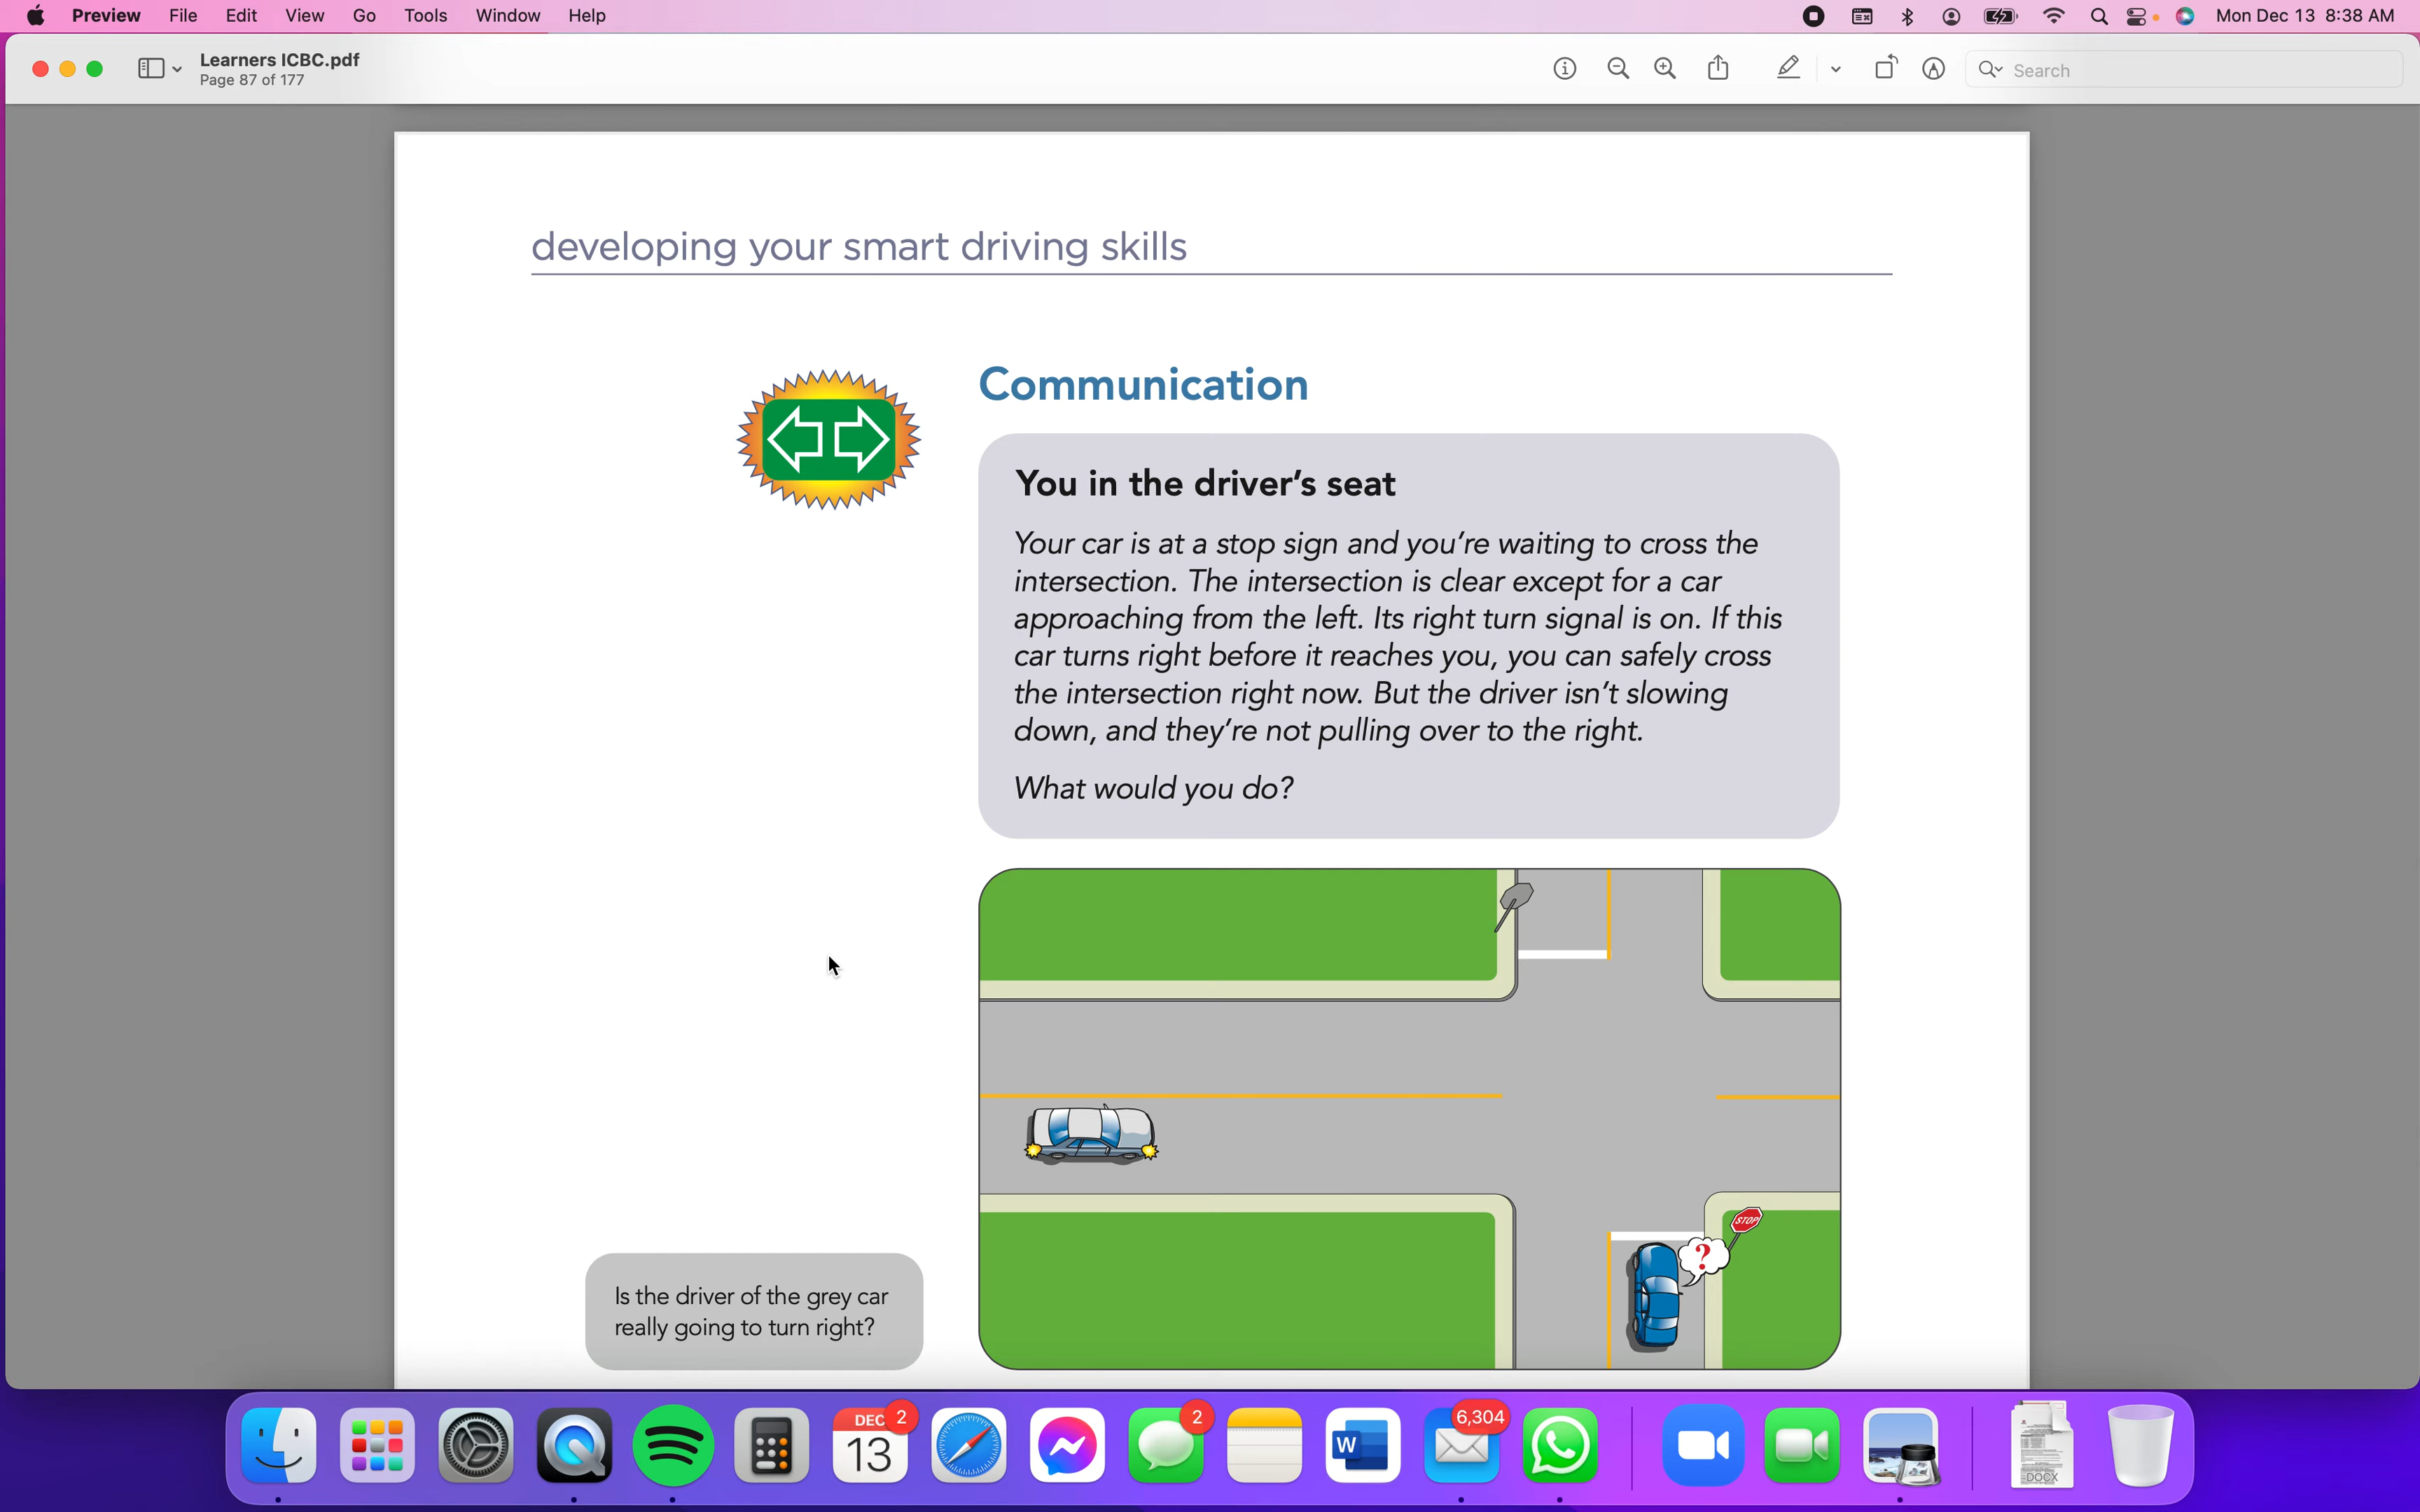 Preview File Edit View Go Tools Window Help Mon Dec 13 8:38 AM
Learners ICBC.pdf
Page 87 of 177
Search
developing your smart driving skills
Communication
You in the driver's seat
Your car is at a stop sign and you're waiting to cross the
intersection. The intersection is clear except for a car
approaching from the left. Its right turn signal is on. If this
car turns right before it reaches you, you can safely cross
the intersection right now. But the driver isn't slowing
down, and they're not pulling over to the right.
What would you do?
STOP
?
Is the driver of the grey car
really going to turn right?
DEC 2
13
2
W
6,304
DOCX